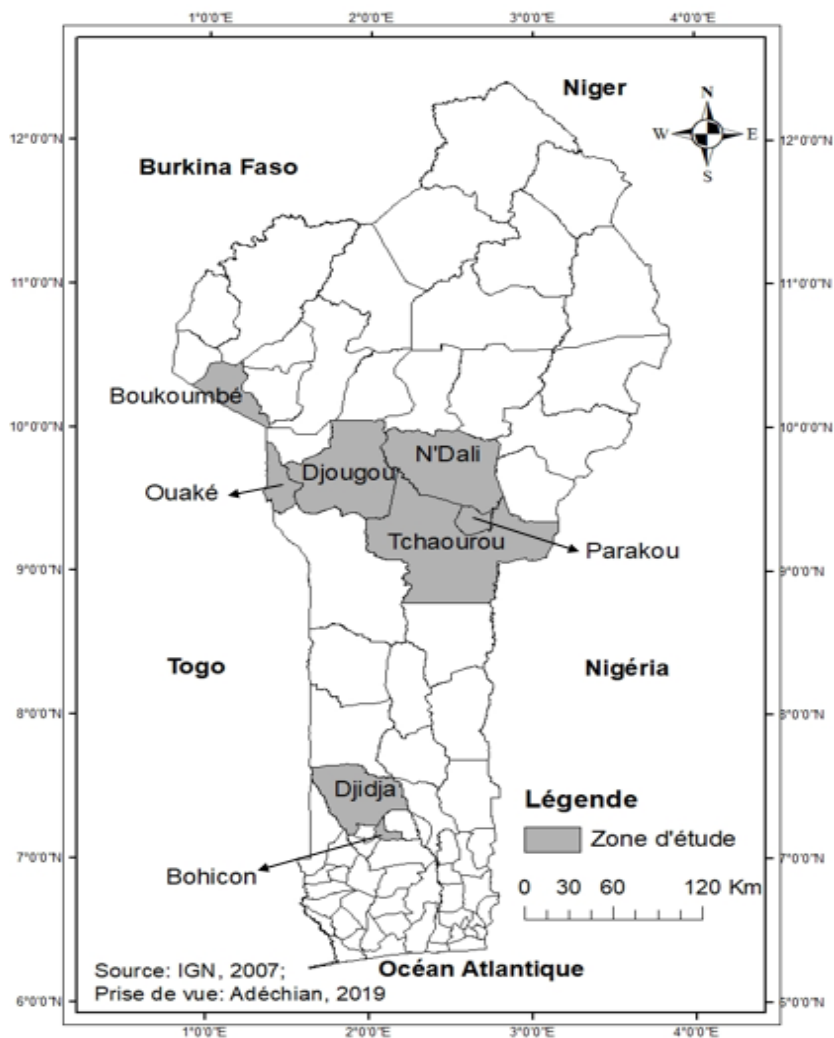 1°0'0"E 2°0'0"E 3°0'0"E 4°0'0"E
Niger
N
W E
S
12°0'0"N 12°0'0"N
Burkina Faso
11°0'0"N 11°0'0"N
Boukoumbé
10°0'0"N 10°0'0"N
N'Dali
Djougou
Ouaké
Tchaourou
Parakou
9°0'0"N 9°0'0"N
Togo
Nigéria
8°0'0"N 8°0'0"N
Djidja
Légende
Zone d'étude
7°0'0"N 7°0'0"N
Bohicon
0 30 60 120 Km
Source: IGN, 2007;
Océan Atlantique
Prise de vue: Adéchian, 2019
6°0'0"N 6°0'0"N
1°0'0"E 2°0'0"E 3°0'0"E 4°0'0"E